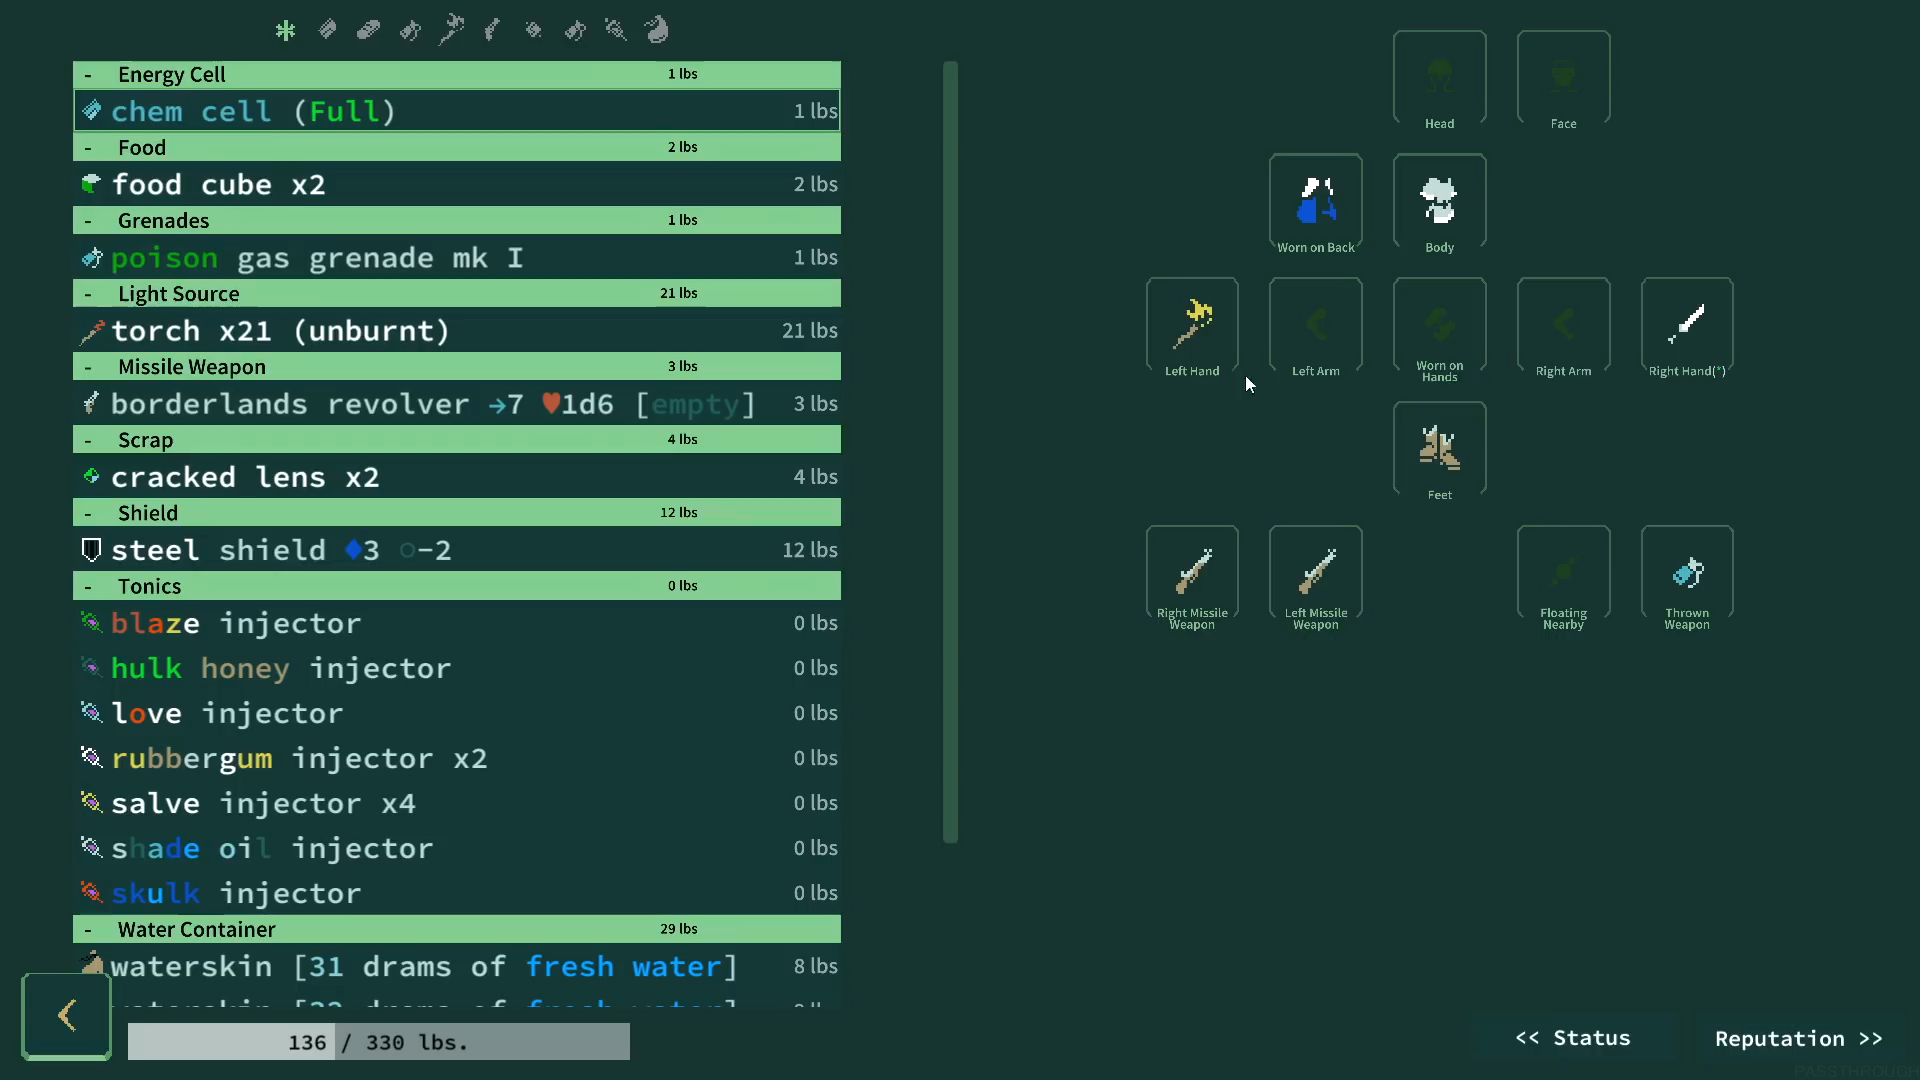 - Energy Cell 1 lbs
chem cell (Full) 1 lbs
- Food 2 lbs
food cube x2 2 lbs
- Grenades 1 lbs
poison gas grenade mk I 1 lbs
- Light Source 21 lbs
torch x21 (unburnt) 21 lbs
- Missile Weapon 3 lbs
borderlands revolver →7 ♥1d6 [empty] 3 lbs
- Scrap 4 lbs
cracked lens x2 4 lbs
- Shield 12 lbs
steel shield ♦3 ○-2 12 lbs
- Tonics 0 lbs
blaze injector 0 lbs
hulk honey injector 0 lbs
love injector 0 lbs
rubbergum injector x2 0 lbs
salve injector x4 0 lbs
shade oil injector 0 lbs
skulk injector 0 lbs
- Water Container 29 lbs
waterskin [31 drams of fresh water] 8 lbs
136 / 330 lbs.
Head
Face
Worn on Back
Body
Left Hand
Left Arm
Worn on
Hands
Right Arm
Right Hand(*)
Feet
Right Missile
Weapon
Left Missile
Weapon
Floating
Nearby
Thrown
Weapon
<< Status
Reputation >>
PASSTHROUGH